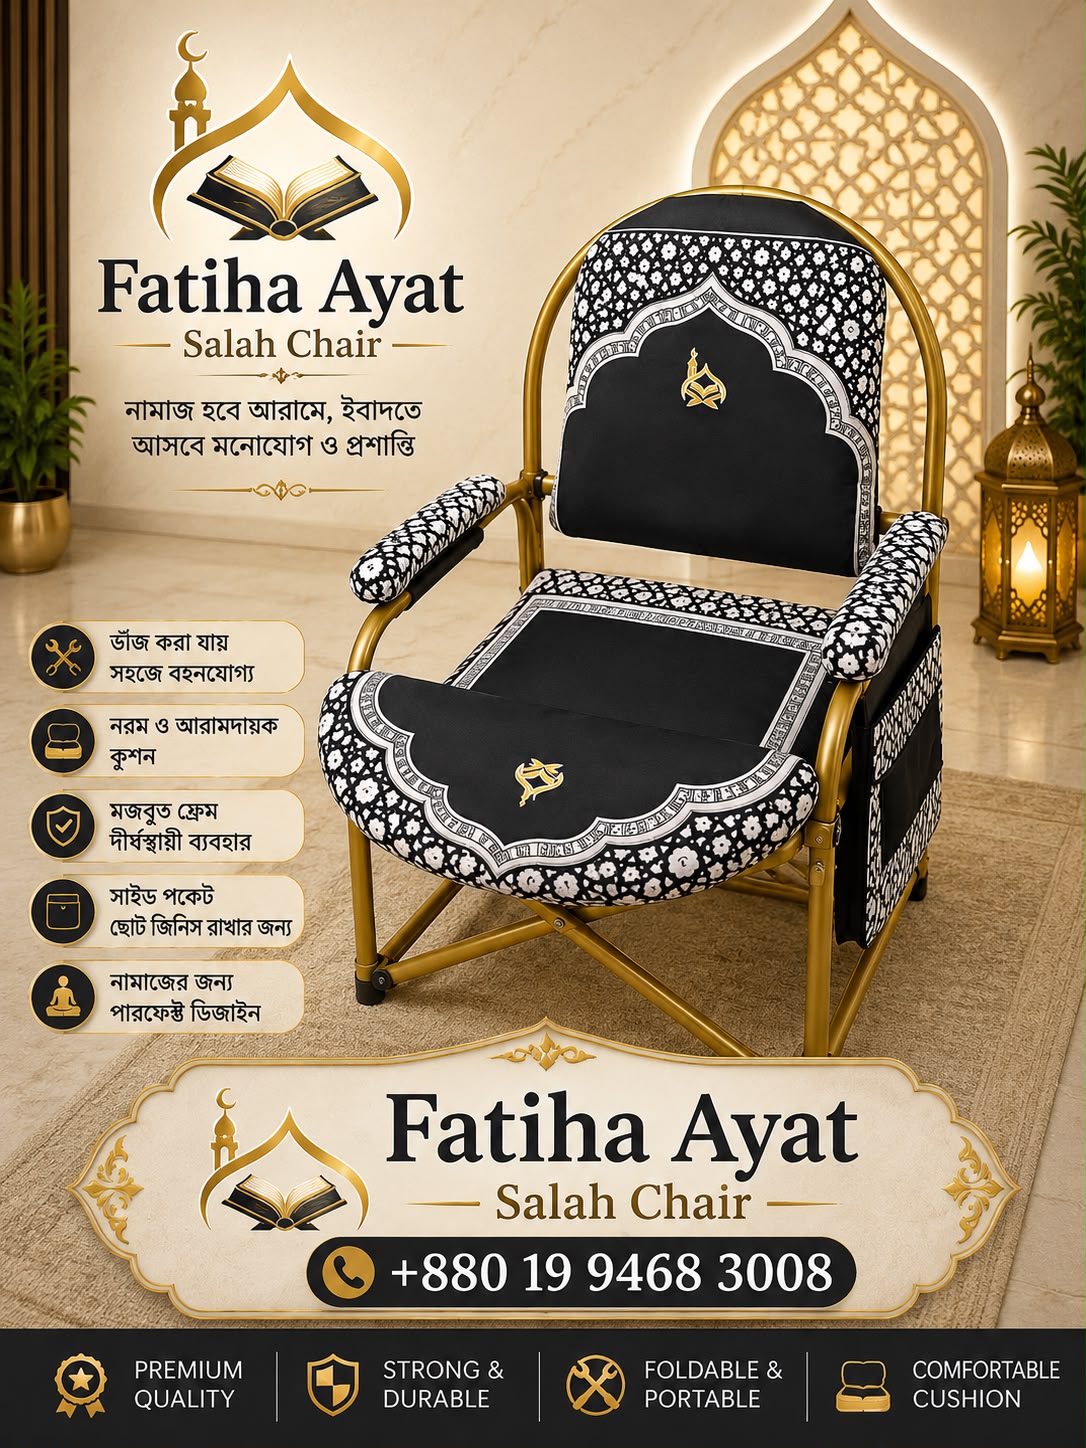 Fatiha Ayat
Salah Chair
নামাজ হবে আরামে, ইবাদতে
আসবে মনোযোগ ও প্রশান্তি
ভাঁজ করা যায়
সহজে বহনযোগ্য
নরম ও আরামদায়ক
কুশন
মজবুত ফ্রেম
দীর্ঘস্থায়ী ব্যবহার
সাইড পকেট
ছোট জিনিস রাখার জন্য
নামাজের জন্য
পারফেক্ট ডিজাইন
Fatiha Ayat
Salah Chair
+880 19 9468 3008
PREMIUM
QUALITY
STRONG &
DURABLE
FOLDABLE &
PORTABLE
COMFORTABLE
CUSHION